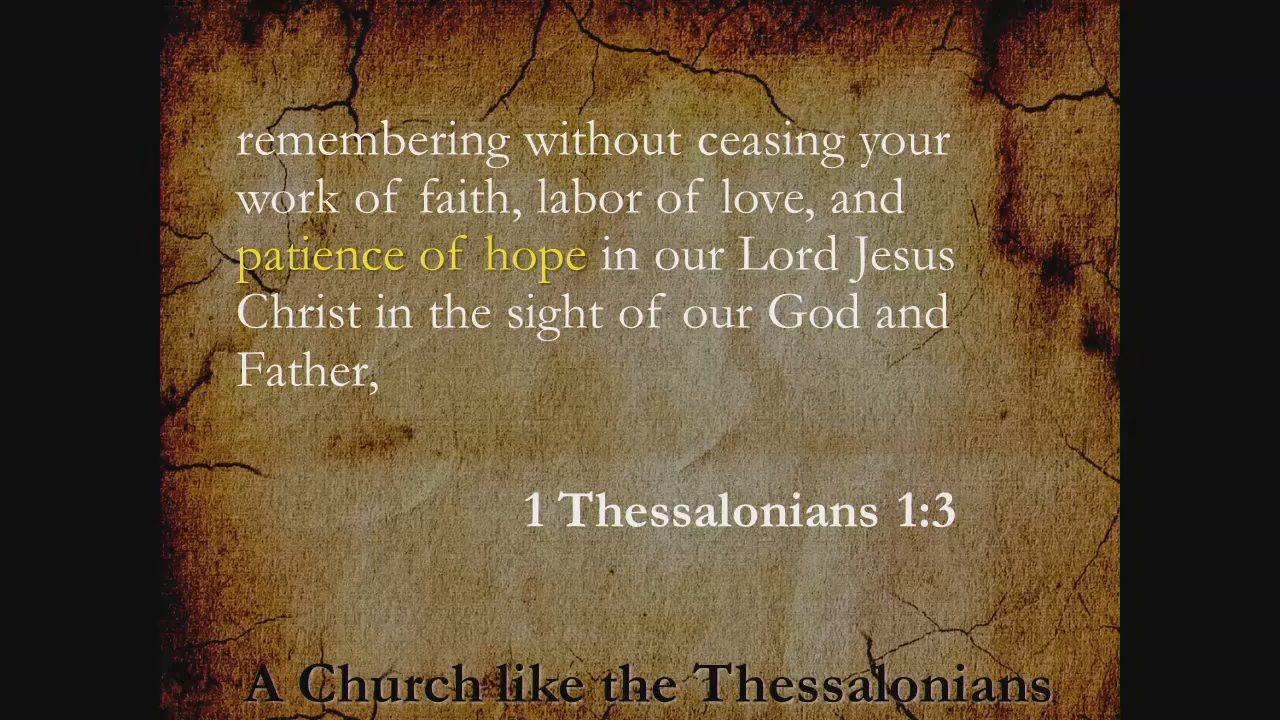 remembering without ceasing your
work of faith, labor of love, and
patience of hope in our Lord Jesus
Christ in the sight of our God and
Father,
1 Thessalonians 1:3
A Church like the Thessalonians